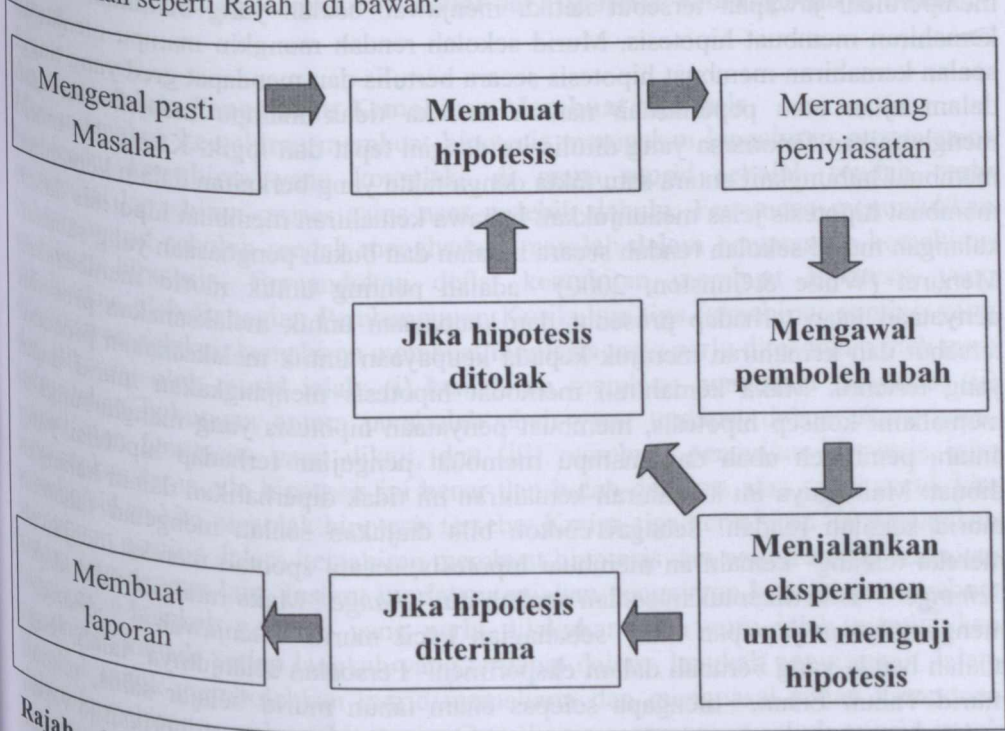 seperti Rajah 1 di bawah:
Mengenal pasti
Masalah
Membuat
hipotesis
Merancang
penyiasatan
Jika hipotesis
ditolak
Mengawal
pemboleh ubah
Membuat
laporan
Jika hipotesis
diterima
Menjalankan
eksperimen
untuk menguji
hipotesis
Rajah